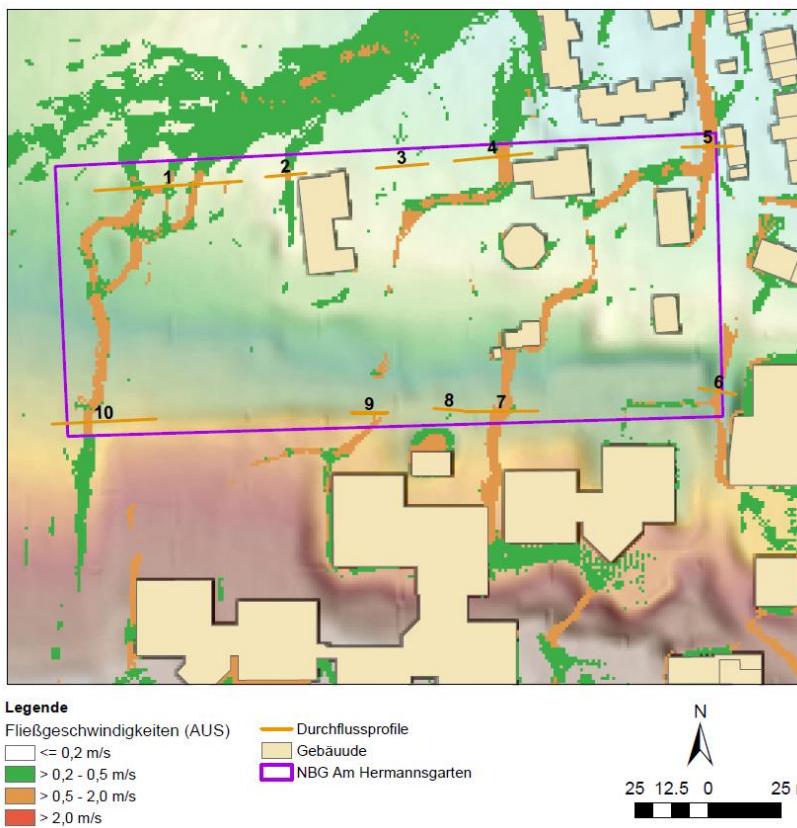 1
2
3
4
5
6
7
8
9
10
Legende
Fließgeschwindigkeiten (AUS)
<= 0,2 m/s
> 0,2 - 0,5 m/s
> 0,5 - 2,0 m/s
> 2,0 m/s
Durchflussprofile
Gebäuude
NBG Am Hermannsgarten
N
25 12.5 0 25 m